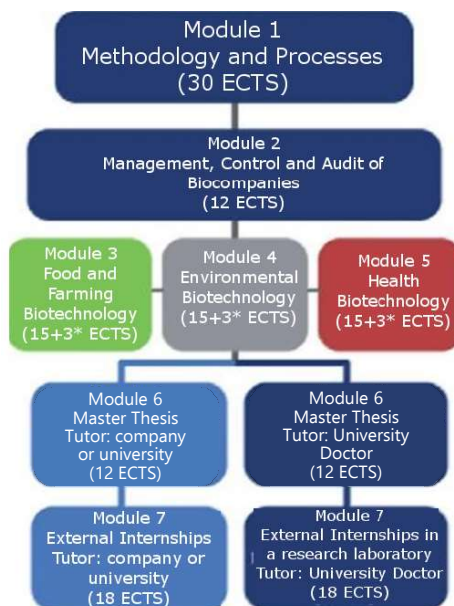 Module 1
Methodology and Processes
(30 ECTS)
Module 2
Management, Control and Audit of
Biocompanies
(12 ECTS)
Module 3
Food and
Farming
Biotechnology
(15+3* ECTS)
Module 4
Environmental
Biotechnology
(15+3* ECTS)
Module 5
Health
Biotechnology
(15+3* ECTS)
Module 6
Master Thesis
Tutor: company
or university
(12 ECTS)
Module 6
Master Thesis
Tutor: University
Doctor
(12 ECTS)
Module 7
External Internships
Tutor: company or
university
(18 ECTS)
Module 7
External Internships in
a research laboratory
Tutor: University Doctor
(18 ECTS)